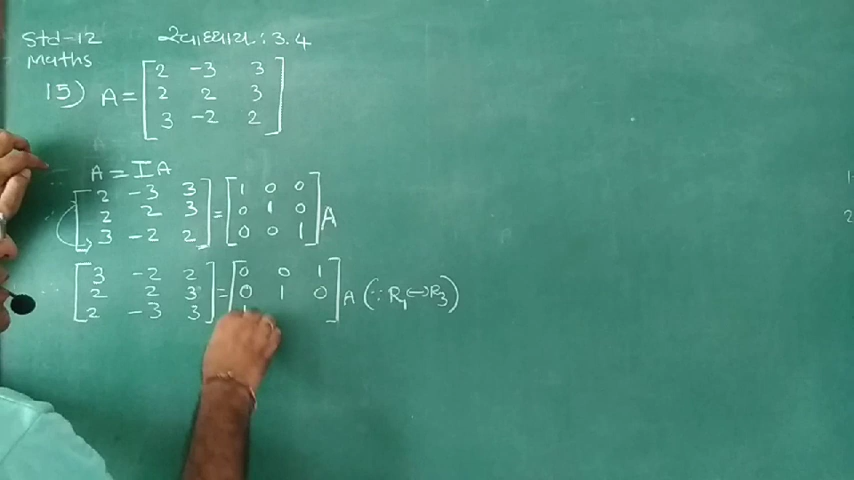 Std-12 સ્વાધ્યાય : 3.4
Maths
15) A = [ 2 -3 3
2 2 3
3 -2 2 ]
A = IA
∴ [ 2 -3 3
2 2 3
3 -2 2 ] = [ 1 0 0
0 1 0
0 0 1 ] A
∴ [ 3 -2 2
2 2 3
2 -3 3 ] = [ 0 0 1
0 1 0
1 ] A (∵ R₁ ↔ R₃)